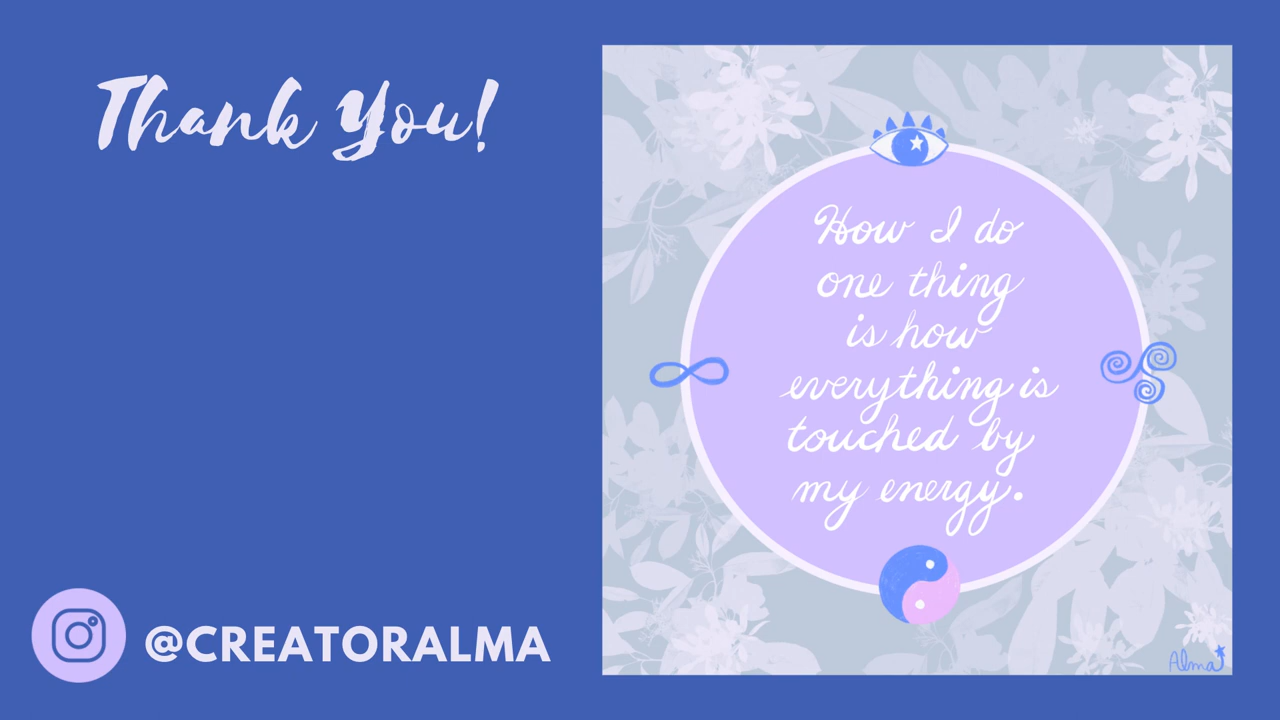 Thank You!
@CREATORALMA
How I do
one thing
is how
everything is
touched by
my energy.
Alma